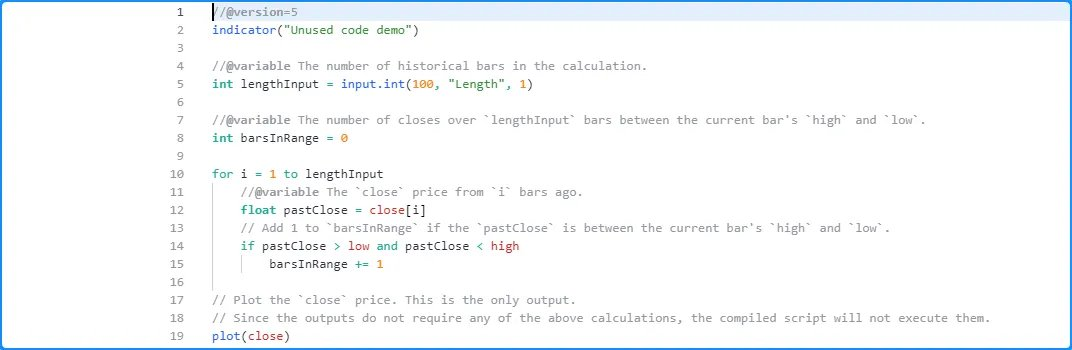 1 //@version=5
2 indicator("Unused code demo")
3
4 //@variable The number of historical bars in the calculation.
5 int lengthInput = input.int(100, "Length", 1)
6
7 //@variable The number of closes over `lengthInput` bars between the current bar's `high` and `low`.
8 int barsInRange = 0
9
10 for i = 1 to lengthInput
11     //@variable The `close` price from `i` bars ago.
12     float pastClose = close[i]
13     // Add 1 to `barsInRange` if the `pastClose` is between the current bar's `high` and `low`.
14     if pastClose > low and pastClose < high
15         barsInRange += 1
16
17 // Plot the `close` price. This is the only output.
18 // Since the outputs do not require any of the above calculations, the compiled script will not execute them.
19 plot(close)